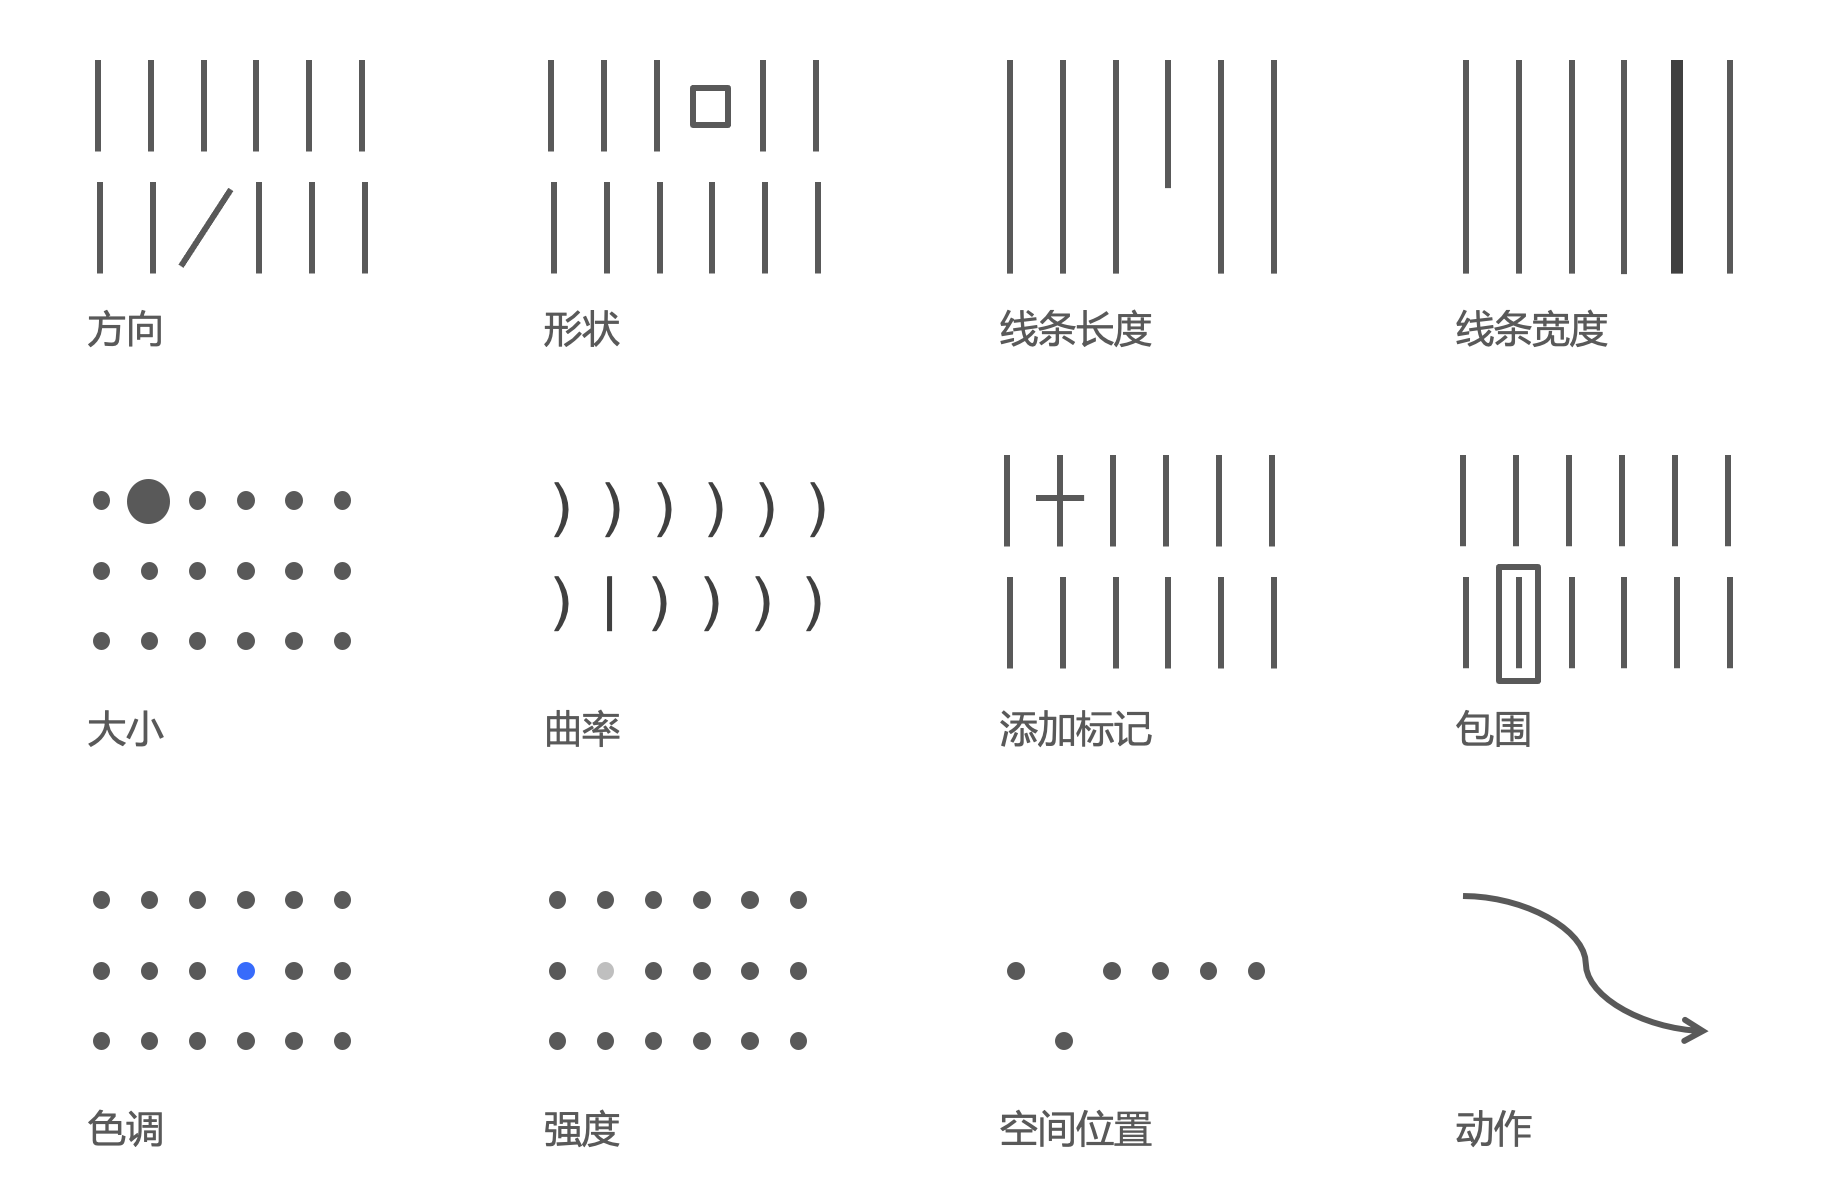 方向
形状
线条长度
线条宽度
大小
曲率
添加标记
包围
色调
强度
空间位置
动作